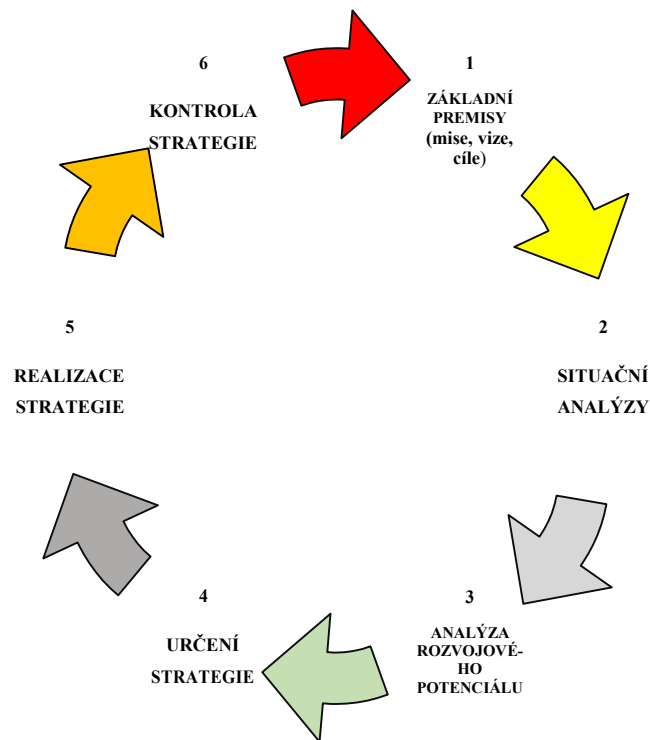 1
ZÁKLADNÍ
PREMISY
(mise, vize,
cíle)
2
SITUAČNÍ
ANALÝZY
3
ANALÝZA
ROZVOJOVÉ-
HO
POTENCIÁLU
4
URČENÍ
STRATEGIE
5
REALIZACE
STRATEGIE
6
KONTROLA
STRATEGIE